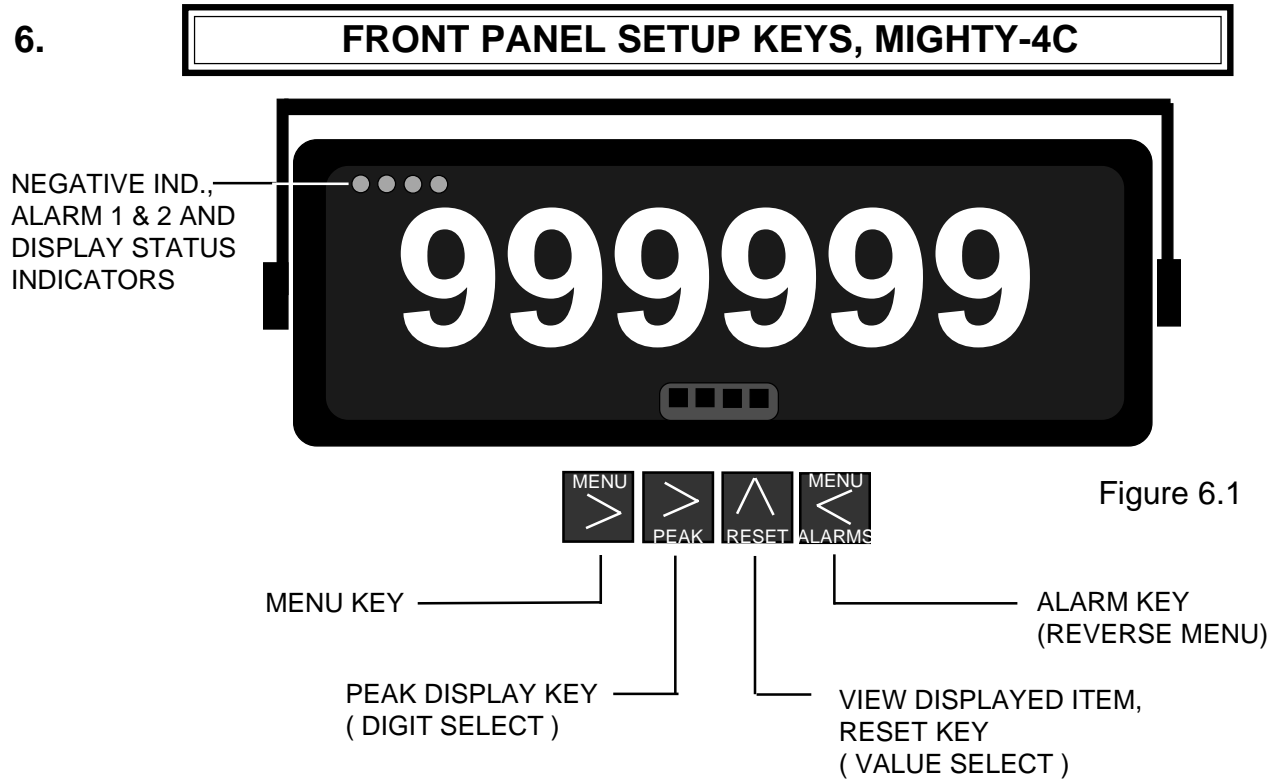 6.
FRONT PANEL SETUP KEYS, MIGHTY-4C
NEGATIVE IND.,
ALARM 1 & 2 AND
DISPLAY STATUS
INDICATORS
999999
MENU
>
>
PEAK
^
RESET
MENU
<
ALARMS
Figure 6.1
MENU KEY
ALARM KEY
(REVERSE MENU)
PEAK DISPLAY KEY
( DIGIT SELECT )
VIEW DISPLAYED ITEM,
RESET KEY
( VALUE SELECT )